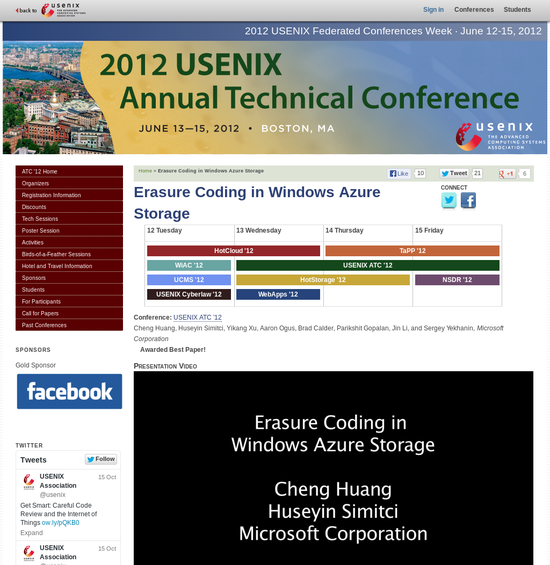 back to usenix THE ADVANCED COMPUTING SYSTEMS ASSOCIATION
Sign in Conferences Students
2012 USENIX Federated Conferences Week · June 12-15, 2012
2012 USENIX
Annual Technical Conference
JUNE 13–15, 2012 • BOSTON, MA
usenix
THE ADVANCED COMPUTING SYSTEMS ASSOCIATION
ATC '12 Home
Organizers
Registration Information
Discounts
Tech Sessions
Poster Session
Activities
Birds-of-a-Feather Sessions
Hotel and Travel Information
Sponsors
Students
For Participants
Call for Papers
Past Conferences
SPONSORS
Gold Sponsor
facebook
TWITTER
Tweets Follow
USENIX Association 15 Oct
@usenix
Get Smart: Careful Code
Review and the Internet of
Things ow.ly/pQKB0
Expand
USENIX Association 15 Oct
Home » Erasure Coding in Windows Azure Storage
Like 10 Tweet 21 +1 6
Erasure Coding in Windows Azure
Storage
CONNECT
12 Tuesday 13 Wednesday 14 Thursday 15 Friday
HotCloud '12 TaPP '12
WiAC '12 USENIX ATC '12
UCMS '12 HotStorage '12 NSDR '12
USENIX Cyberlaw '12 WebApps '12
Conference: USENIX ATC '12
Cheng Huang, Huseyin Simitci, Yikang Xu, Aaron Ogus, Brad Calder, Parikshit Gopalan, Jin Li, and Sergey Yekhanin, Microsoft
Corporation
Awarded Best Paper!
PRESENTATION VIDEO
Erasure Coding in
Windows Azure Storage
Cheng Huang
Huseyin Simitci
Microsoft Corporation